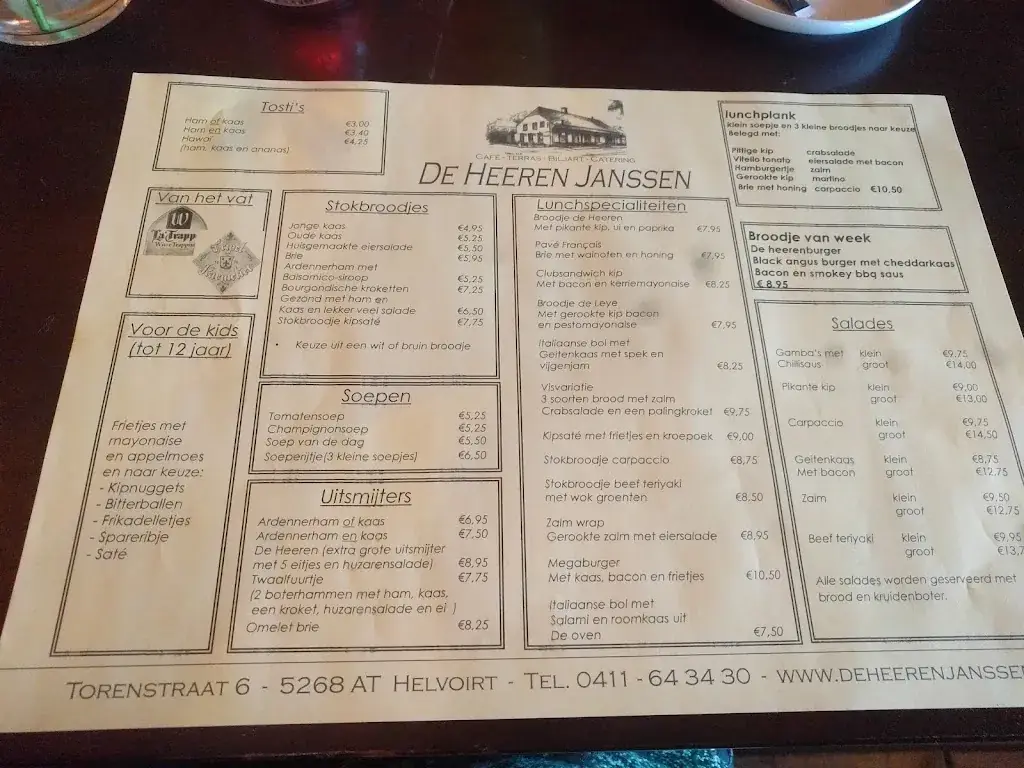 Tosti's
Ham of kaas €3,00
Ham en kaas €3,40
Hawaï €4,25
(ham, kaas en ananas)
CAFÉ - TERRAS - BILJART - CATERING
DE HEEREN JANSSEN
lunchplank
klein soepje en 3 kleine broodjes naar keuze
Belegd met:
Pittige kip crabsalade
Vitello tonato eiersalade met bacon
Hamburgertje zalm
Gerookte kip martino
Brie met honing carpaccio €10,50
Van het vat
W
La Trapp
Witte Trappist
Stokbroodjes
Jonge kaas €4,95
Oude kaas €5,25
Huisgemaakte eiersalade €5,50
Brie €5,95
Ardennerham met
Balsamico-siroop €5,25
Bourgondische kroketten €7,25
Gezond met ham en
Kaas en lekker veel salade €6,50
Stokbroodje kipsaté €7,75
• Keuze uit een wit of bruin broodje
Lunchspecialiteiten
Broodje de Heeren
Met pikante kip, ui en paprika €7,95
Pavé Français
Brie met walnoten en honing €7,95
Clubsandwich kip
Met bacon en kerriemayonaise €8,25
Broodje de Leye
Met gerookte kip bacon
en pestomayonaise €7,95
Italiaanse bol met
Geitenkaas met spek en
vijgenjam €8,25
Visvariatie
3 soorten brood met zalm
Crabsalade en een palingkroket €9,75
Kipsaté met frietjes en kroepoek €9,00
Stokbroodje carpaccio €8,75
Stokbroodje beef teriyaki
met wok groenten €8,50
Zalm wrap
Gerookte zalm met eiersalade €8,95
Megaburger
Met kaas, bacon en frietjes €10,50
Italiaanse bol met
Salami en roomkaas uit
De oven €7,50
Broodje van week
De heerenburger
Black angus burger met cheddarkaas
Bacon en smokey bbq saus
€ 8,95
Voor de kids
(tot 12 jaar)
Frietjes met
mayonaise
en appelmoes
en naar keuze:
- Kipnuggets
- Bitterballen
- Frikadelletjes
- Spareribje
- Saté
Soepen
Tomatensoep €5,25
Champignonsoep €5,25
Soep van de dag €5,50
Soeperijtje(3 kleine soepjes) €6,50
Uitsmijters
Ardennerham of kaas €6,95
Ardennerham en kaas €7,50
De Heeren (extra grote uitsmijter
met 5 eitjes en huzarensalade) €8,95
Twaalfuurtje €7,75
(2 boterhammen met ham, kaas,
een kroket, huzarensalade en ei )
Omelet brie €8,25
Salades
Gamba's met klein €9,75
Chilisaus groot €14,00
Pikante kip klein €9,00
groot €13,00
Carpaccio klein €9,75
groot €14,50
Geitenkaas klein €8,75
Met bacon groot €12,75
Zalm klein €9,50
groot €12,75
Beef teriyaki klein €9,95
groot €13,7
Alle salades worden geserveerd met
brood en kruidenboter.
TORENSTRAAT 6 - 5268 AT HELVOIRT - TEL. 0411 - 64 34 30 - WWW.DEHEERENJANSSEN